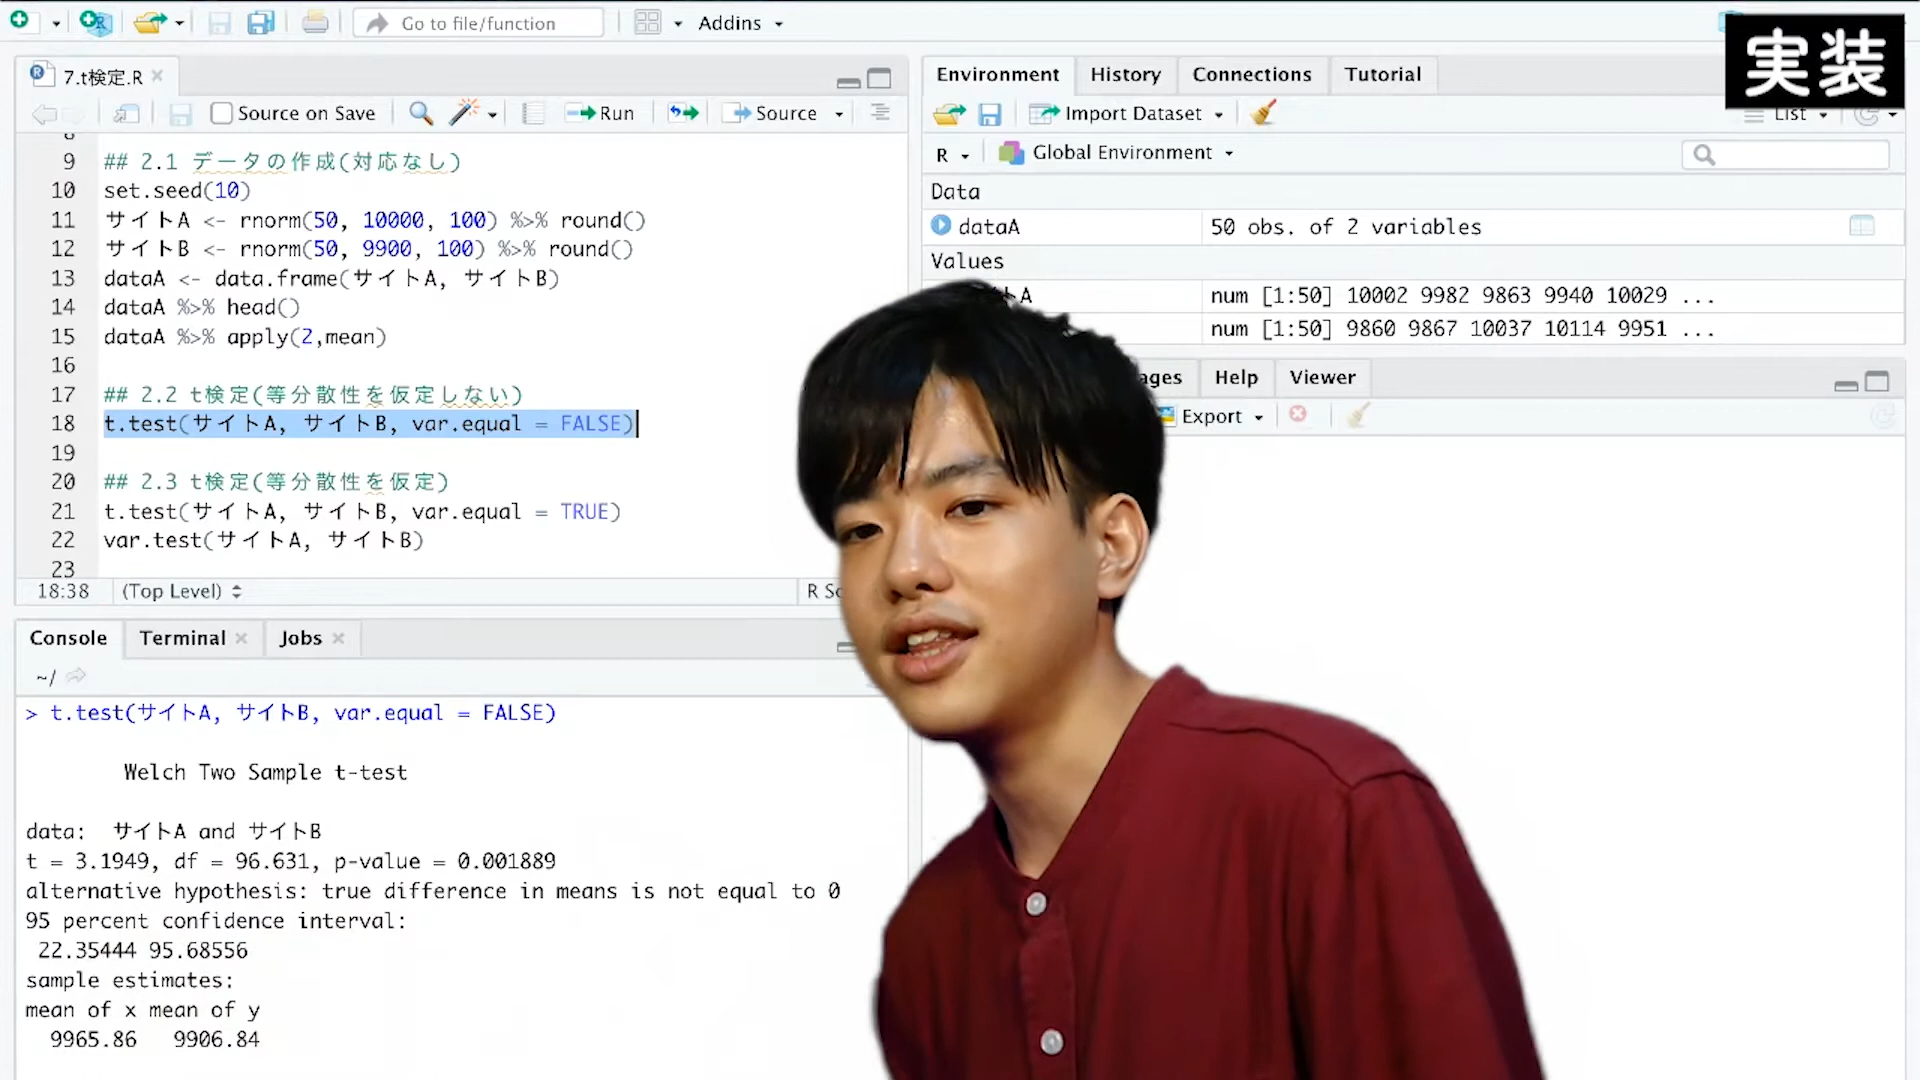 Go to file/function
Addins
実装
7.t検定.R
Source on Save
Run
Source
9 ## 2.1 データの作成(対応なし)
10 set.seed(10)
11 サイトA <- rnorm(50, 10000, 100) %>% round()
12 サイトB <- rnorm(50, 9900, 100) %>% round()
13 dataA <- data.frame(サイトA, サイトB)
14 dataA %>% head()
15 dataA %>% apply(2,mean)
16
17 ## 2.2 t検定(等分散性を仮定しない)
18 t.test(サイトA, サイトB, var.equal = FALSE)
19
20 ## 2.3 t検定(等分散性を仮定)
21 t.test(サイトA, サイトB, var.equal = TRUE)
22 var.test(サイトA, サイトB)
23
18:38 (Top Level)
Console Terminal Jobs
~/
> t.test(サイトA, サイトB, var.equal = FALSE)
Welch Two Sample t-test
data: サイトA and サイトB
t = 3.1949, df = 96.631, p-value = 0.001889
alternative hypothesis: true difference in means is not equal to 0
95 percent confidence interval:
22.35444 95.68556
sample estimates:
mean of x mean of y
9965.86 9906.84
Environment History Connections Tutorial
Import Dataset List
R Global Environment
Data
dataA 50 obs. of 2 variables
Values
A num [1:50] 10002 9982 9863 9940 10029 ...
num [1:50] 9860 9867 10037 10114 9951 ...
Help Viewer
Export